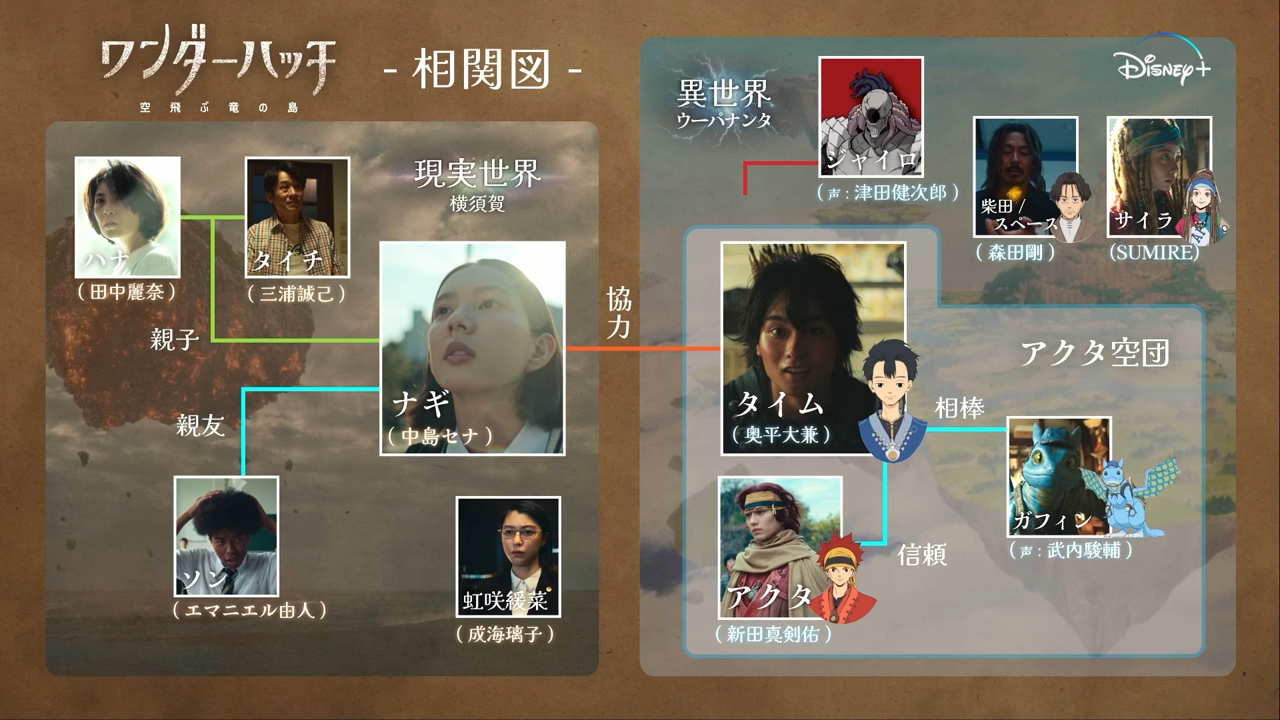 ワンダーハッチ
空飛ぶ竜の島
- 相関図 -
現実世界
横須賀
ハナ
(田中麗奈)
タイチ
(三浦誠己)
親子
ナギ
(中島セナ)
親友
ソン
(エマニエル由人)
虹咲緩菜
(成海璃子)
協力
Disney+
異世界
ウーパナンタ
ジャイロ
(声:津田健次郎)
柴田/
スペース
(森田剛)
サイラ
(SUMIRE)
アクタ空団
タイム
(奥平大兼)
相棒
ガフィン
(声:武内駿輔)
アクタ
(新田真剣佑)
信頼